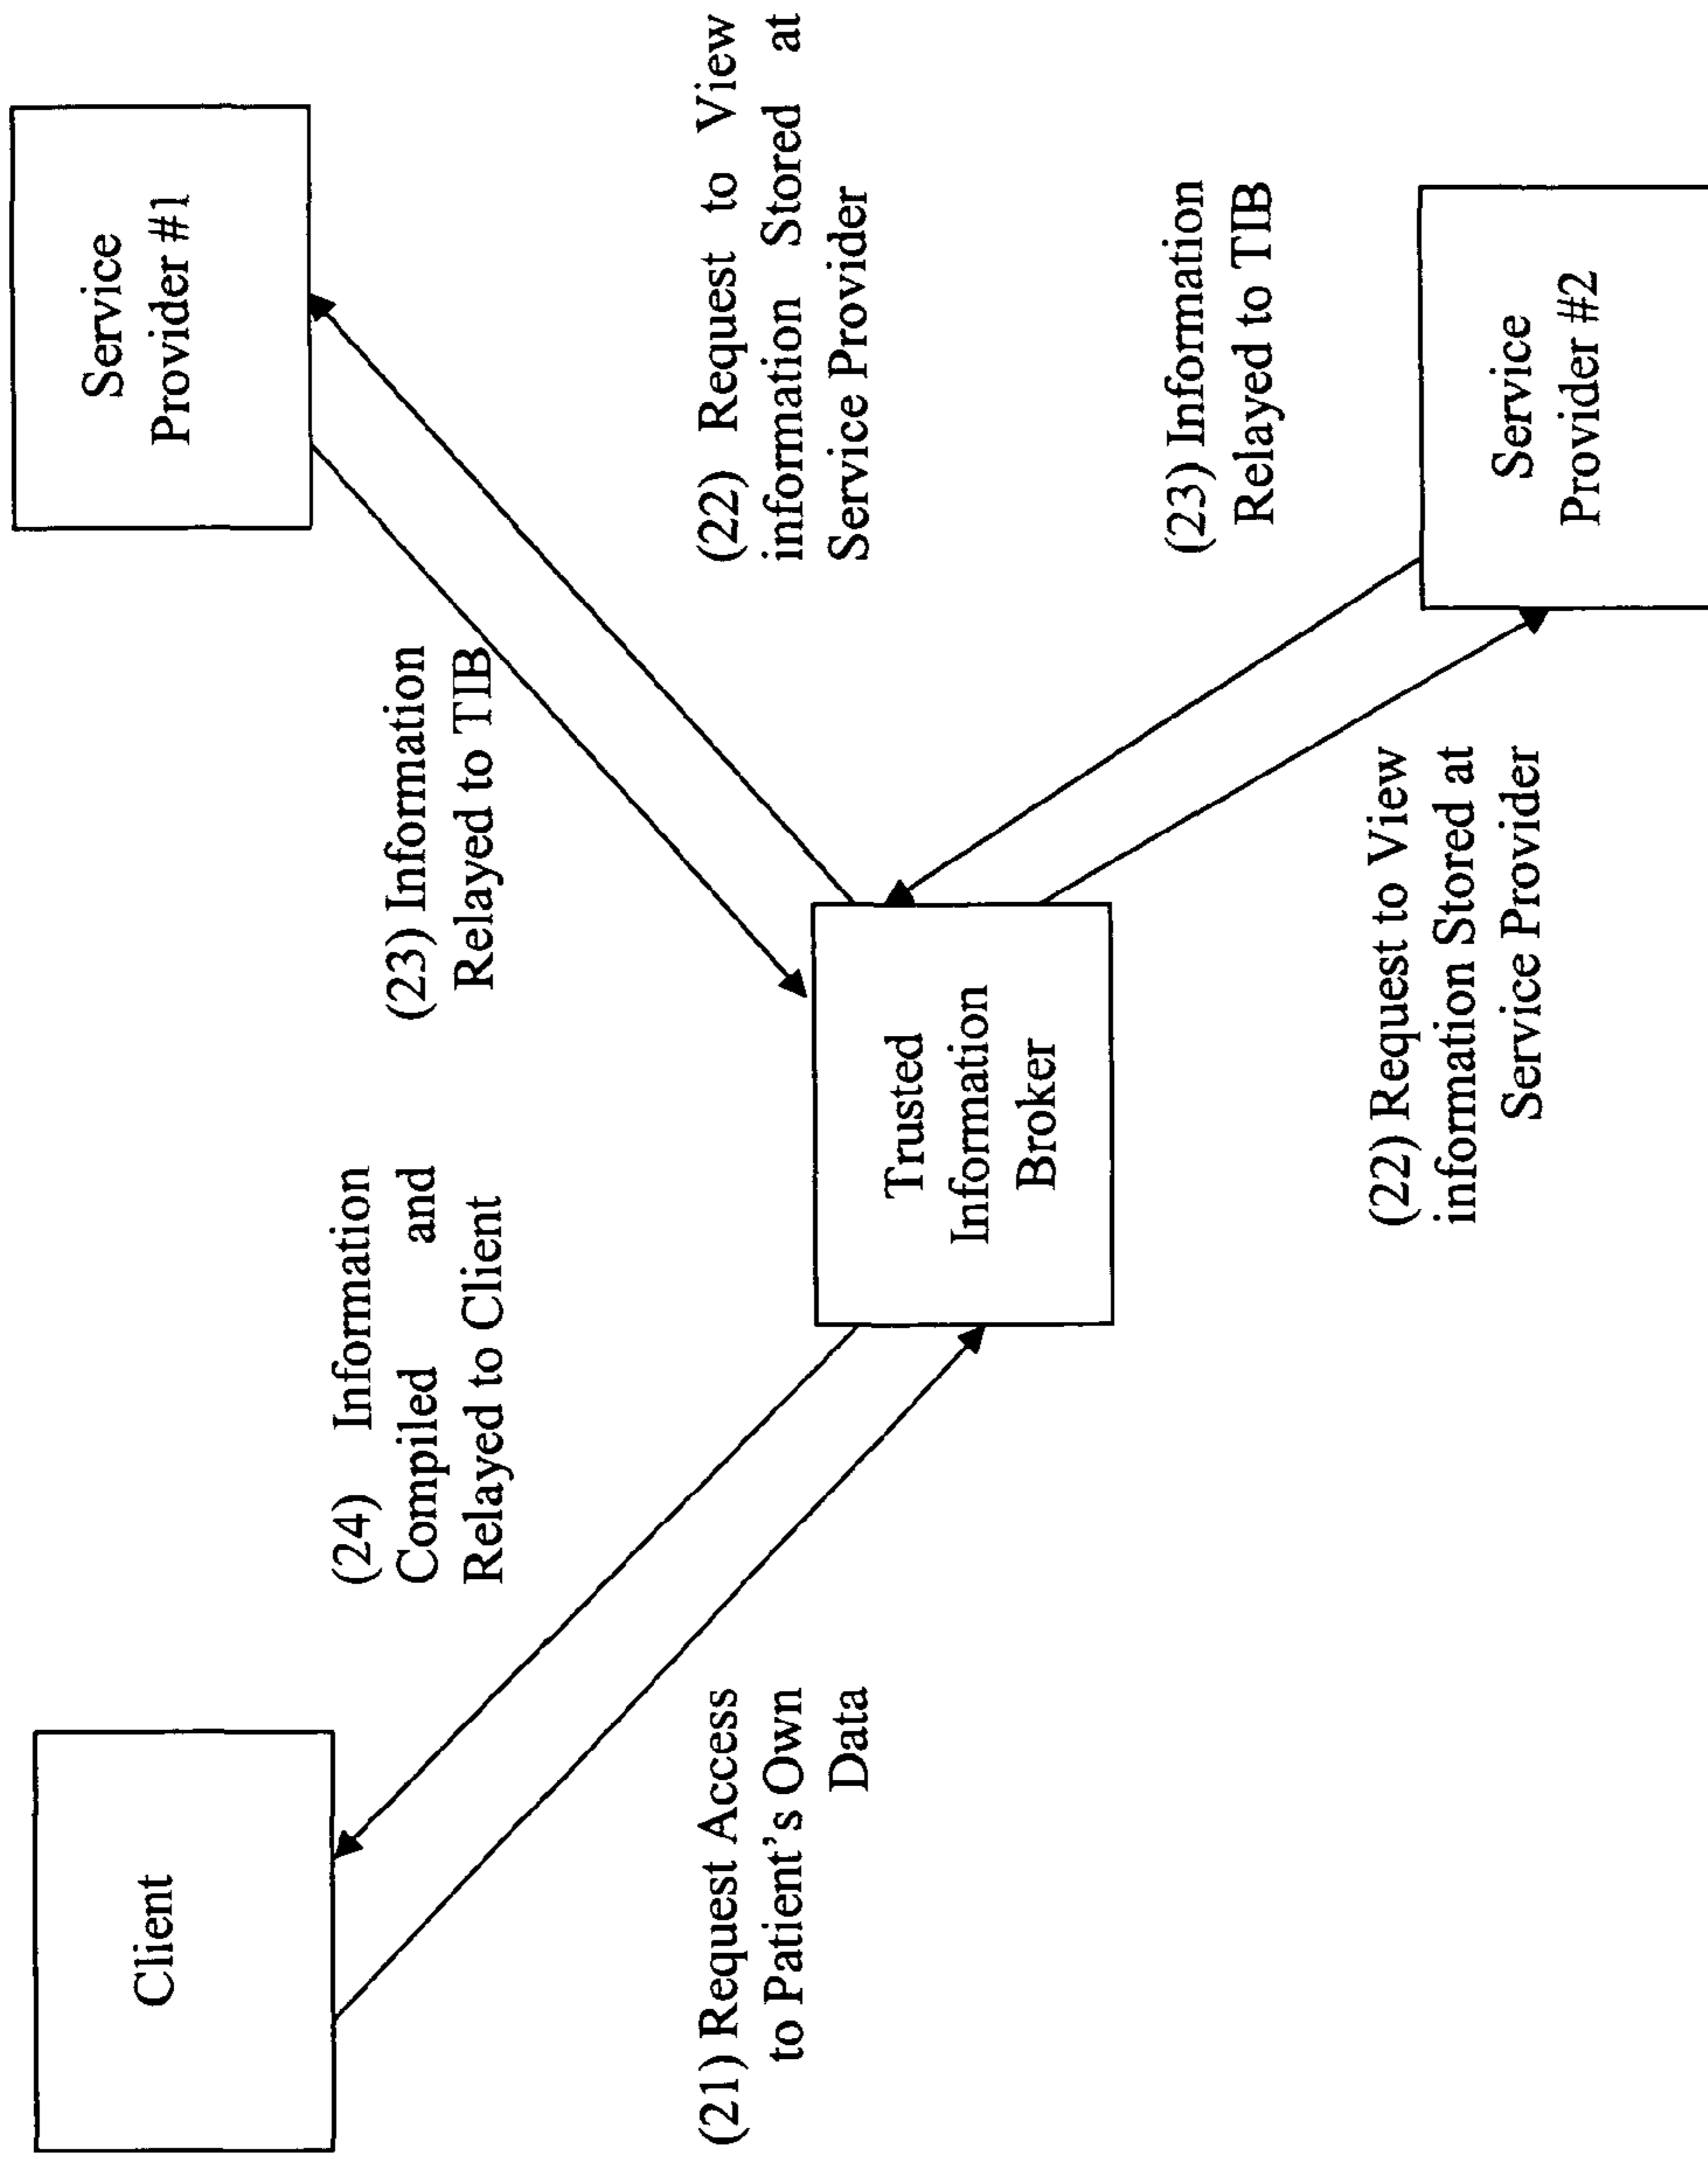 Client
Service
Provider #1
(24) Information
Compiled and
Relayed to Client
(23) Information
Relayed to TIB
(21) Request Access
to Patient's Own
Data
(22) Request to View
information Stored at
Service Provider
Trusted
Information
Broker
(23) Information
Relayed to TIB
(22) Request to View
information Stored at
Service Provider
Service
Provider #2